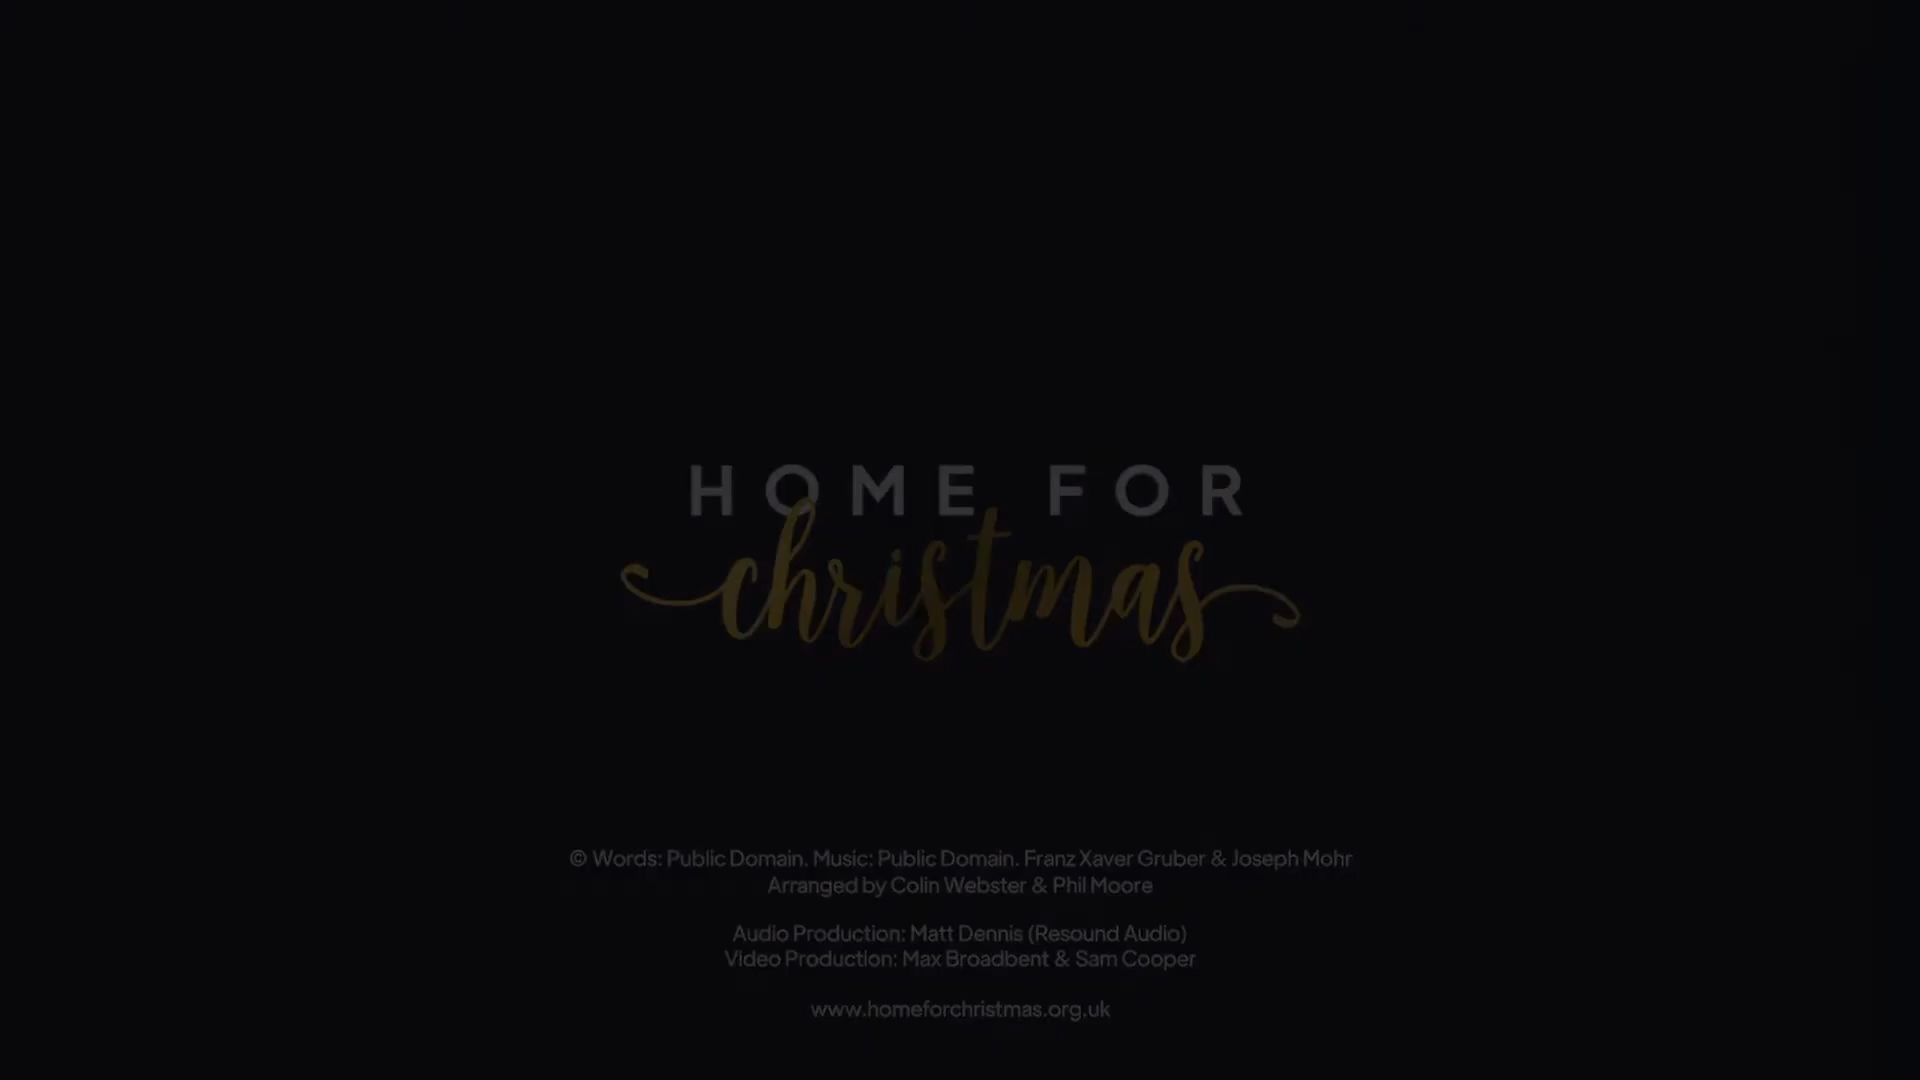 HOME FOR
christmas
© Words: Public Domain. Music: Public Domain. Franz Xaver Gruber & Joseph Mohr
Arranged by Colin Webster & Phil Moore
Audio Production: Matt Dennis (Resound Audio)
Video Production: Max Broadbent & Sam Cooper
www.homeforchristmas.org.uk